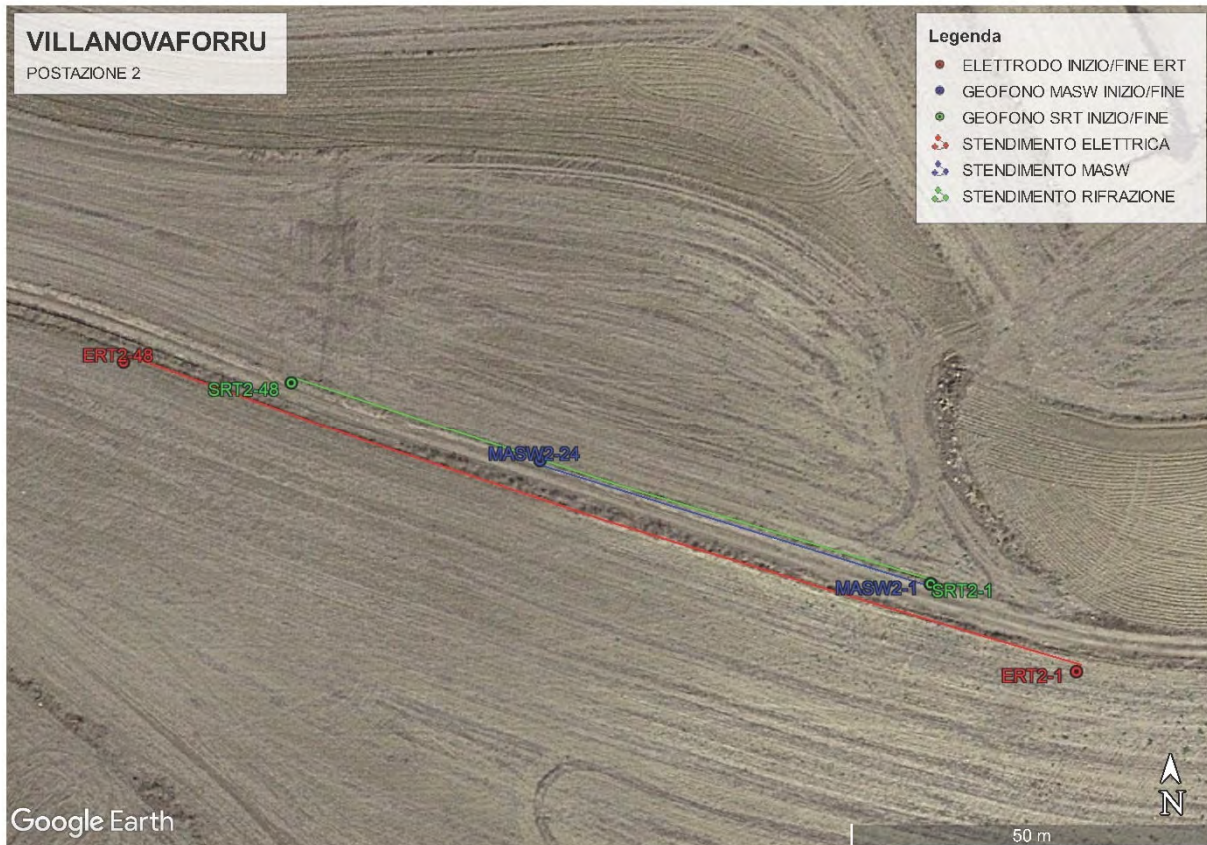 VILLANOVAFORRU
POSTAZIONE 2
Legenda
ELETTRODO INIZIO/FINE ERT
GEOFONO MASW INIZIO/FINE
GEOFONO SRT INIZIO/FINE
STENDIMENTO ELETTRICA
STENDIMENTO MASW
STENDIMENTO RIFRAZIONE
ERT2-48
SRT2-48
MASW2-24
MASW2-1
SRT2-1
ERT2-1
N
Google Earth
50 m